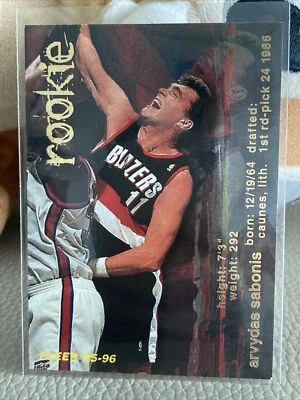 rookie
BLAZERS
11
height: 7'3"
weight: 292
born: 12/19/64
caunes, lith.
drafted:
1st rd-pick 24 1986
arvydas sabonis
FLEER 95-96